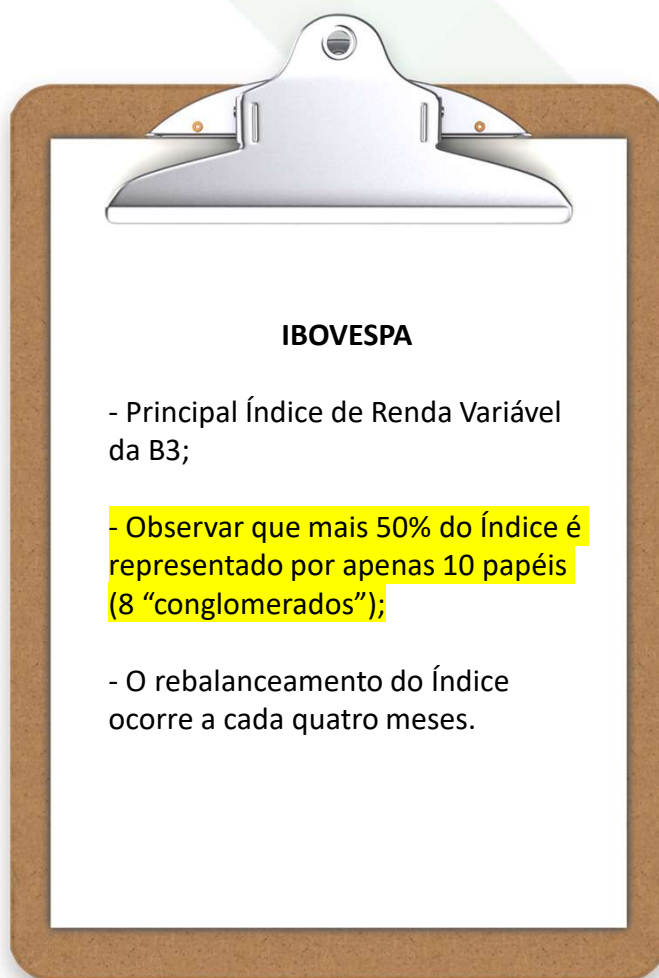 IBOVESPA
- Principal Índice de Renda Variável
da B3;
- Observar que mais 50% do Índice é
representado por apenas 10 papéis
(8 “conglomerados”);
- O rebalanceamento do Índice
ocorre a cada quatro meses.